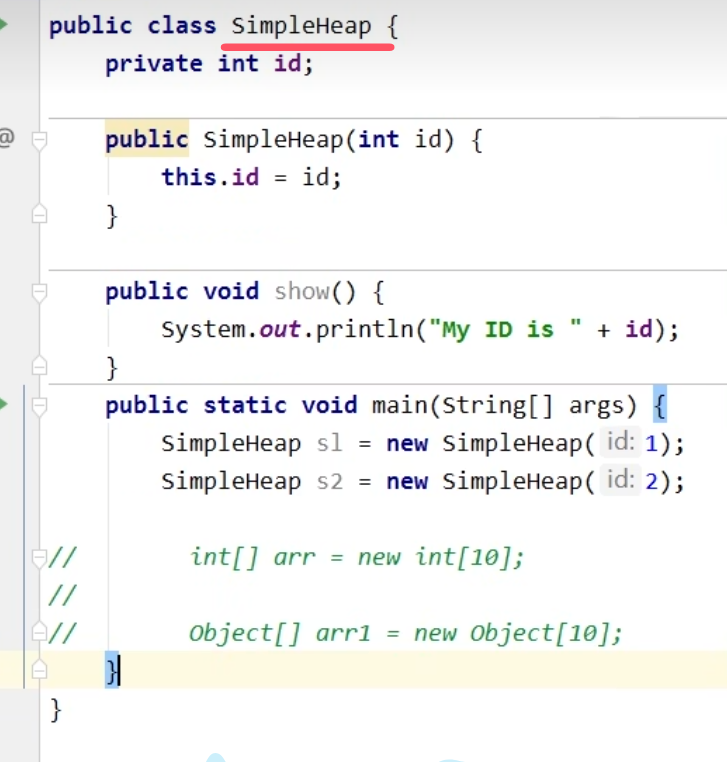 public class SimpleHeap {
private int id;
@
public SimpleHeap(int id) {
this.id = id;
}
public void show() {
System.out.println("My ID is " + id);
}
public static void main(String[] args) {
SimpleHeap sl = new SimpleHeap( id: 1);
SimpleHeap s2 = new SimpleHeap( id: 2);
// int[] arr = new int[10];
//
// Object[] arr1 = new Object[10];
}
}